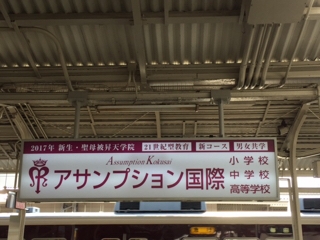 2017年 新生・聖母被昇天学院 21世紀型教育 新コース 男女共学
Assumption Kokusai
アサンプション国際
小学校
中学校
高等学校